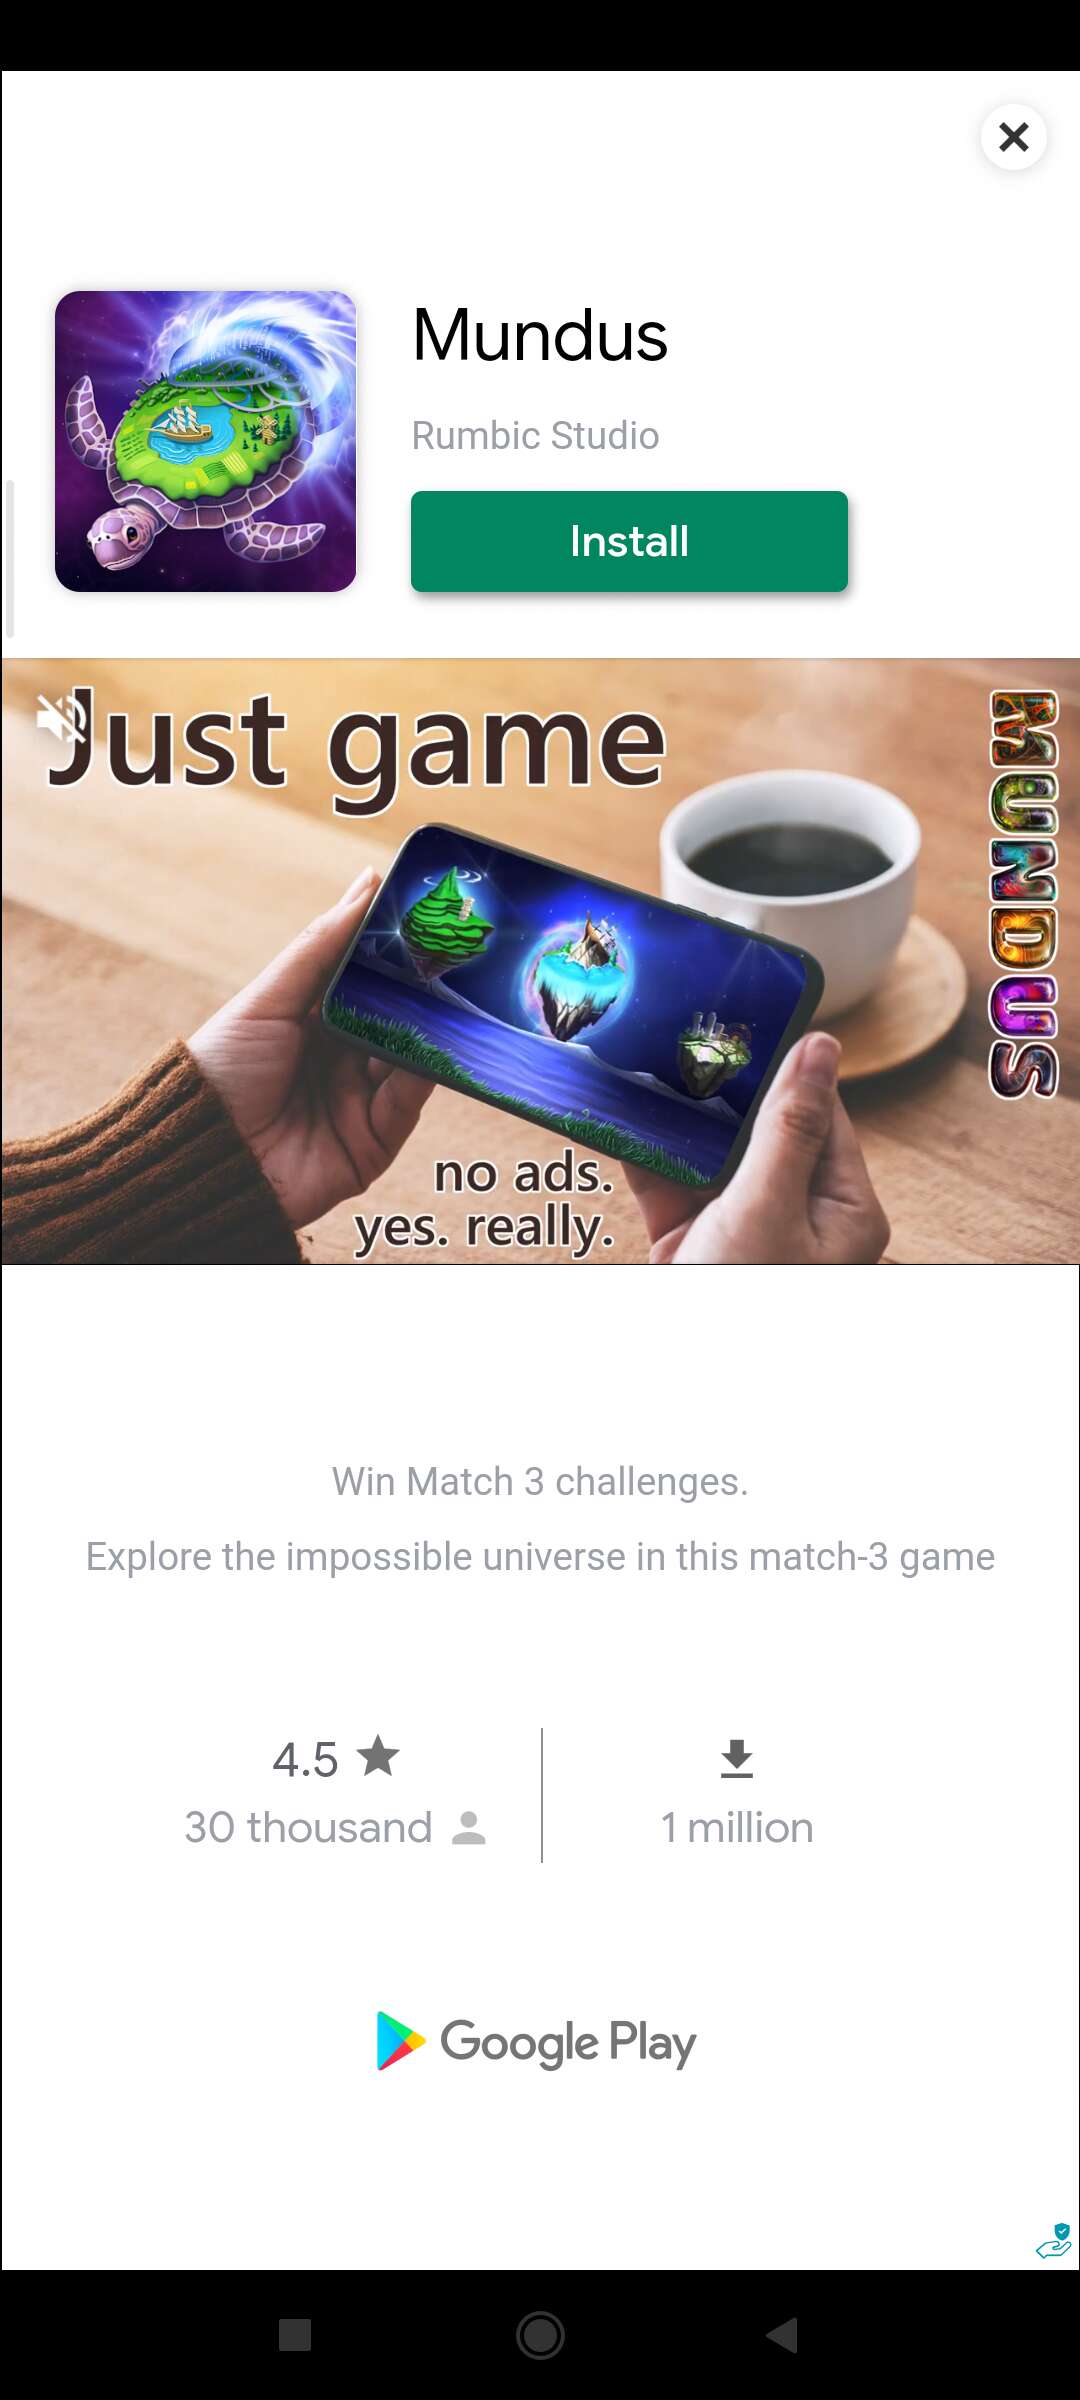 Mundus
Rumbic Studio
Install
Just game
MUNDUS
no ads.
yes. really.
Win Match 3 challenges.
Explore the impossible universe in this match-3 game
4.5
30 thousand
1 million
Google Play